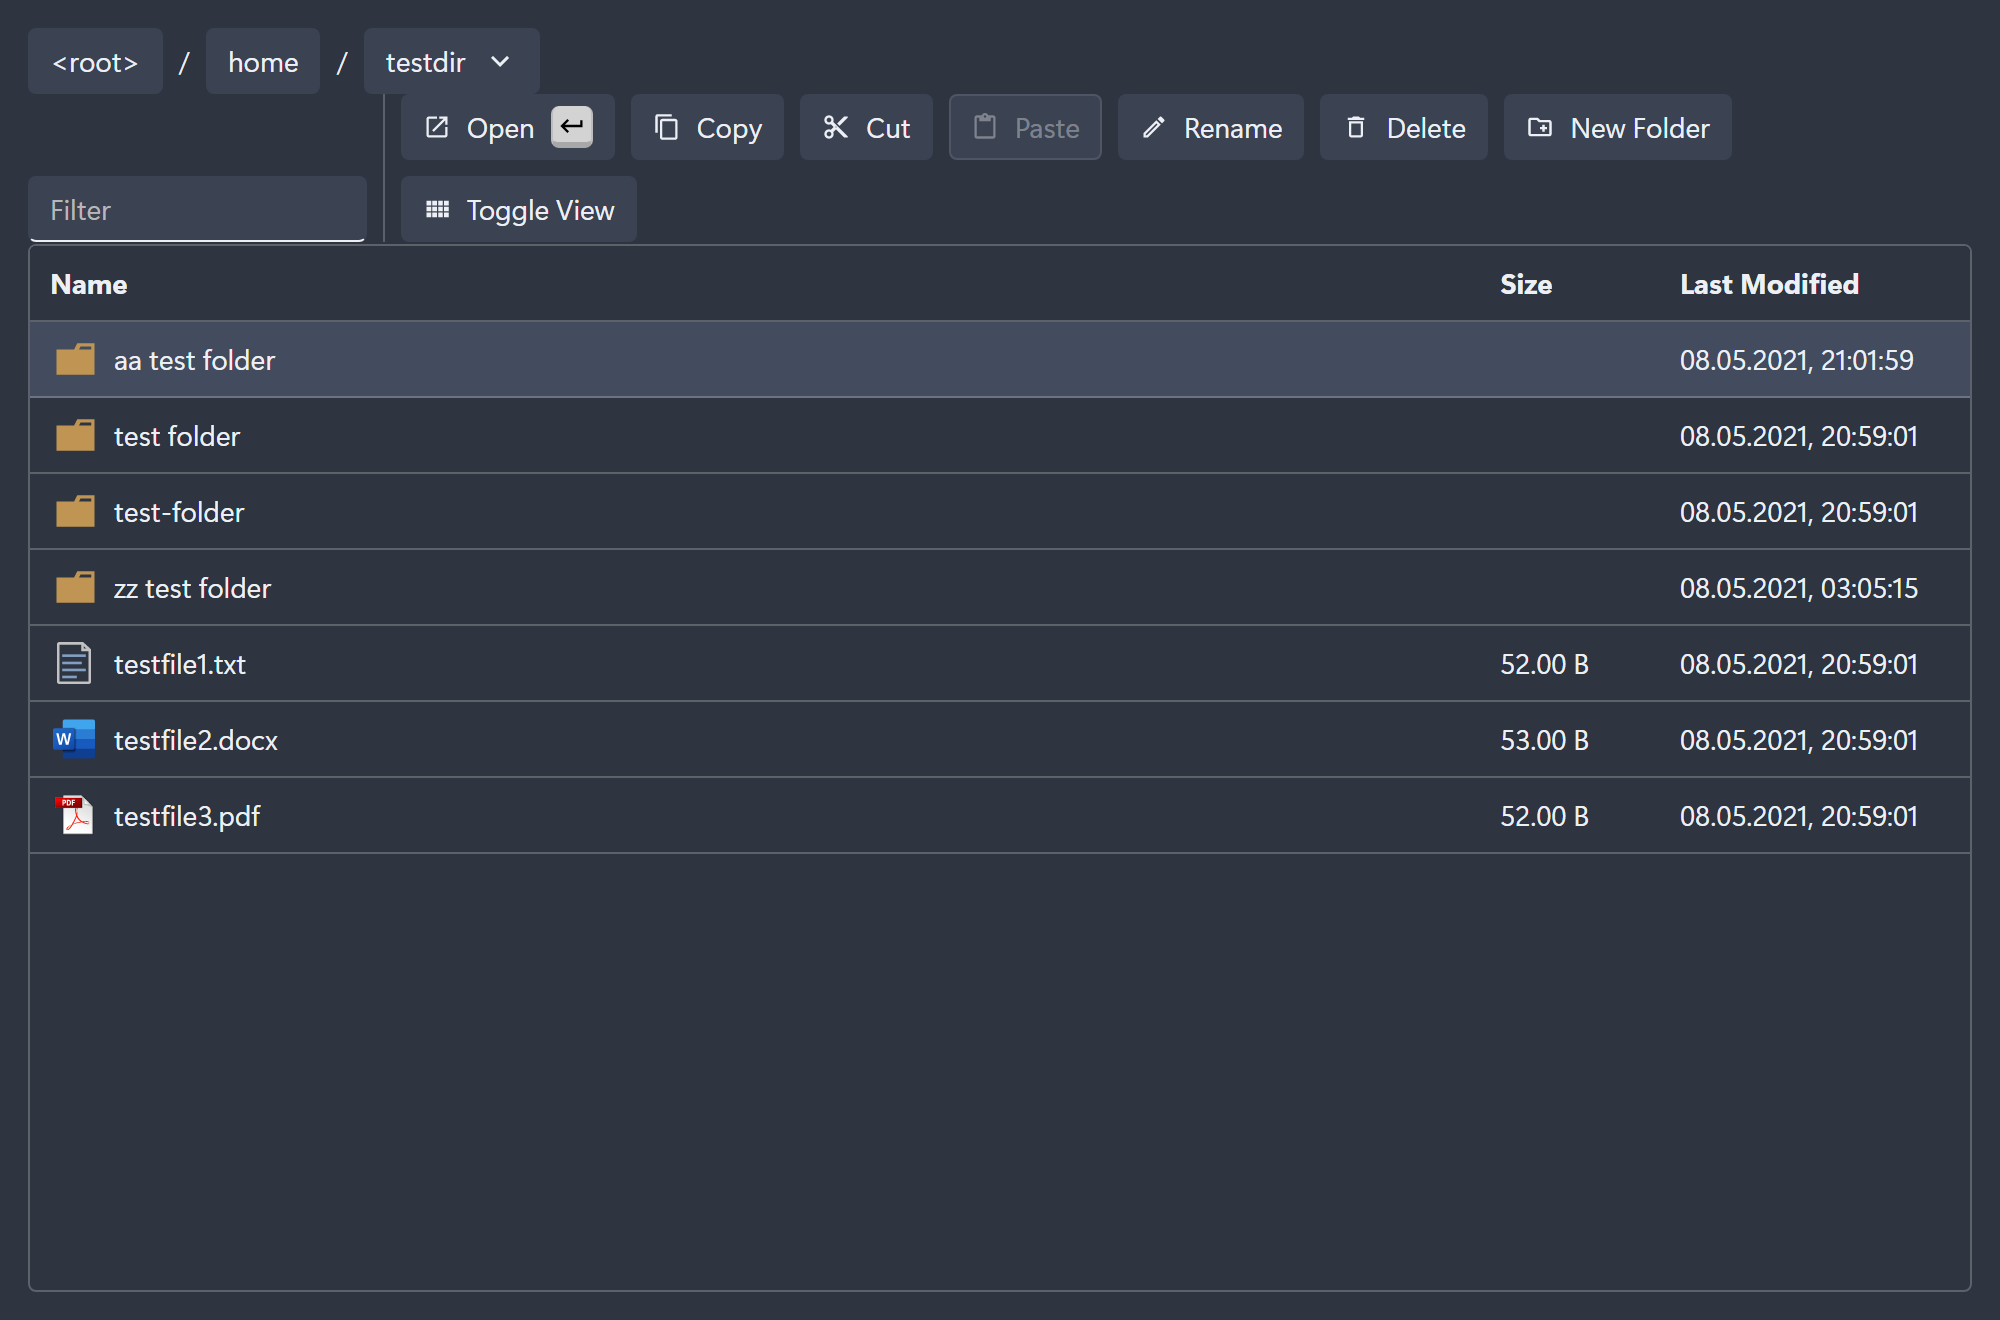 <root> / home / testdir
Open Copy Cut Paste Rename Delete New Folder
Filter Toggle View
Name Size Last Modified
aa test folder 08.05.2021, 21:01:59
test folder 08.05.2021, 20:59:01
test-folder 08.05.2021, 20:59:01
zz test folder 08.05.2021, 03:05:15
testfile1.txt 52.00 B 08.05.2021, 20:59:01
W testfile2.docx 53.00 B 08.05.2021, 20:59:01
PDF testfile3.pdf 52.00 B 08.05.2021, 20:59:01